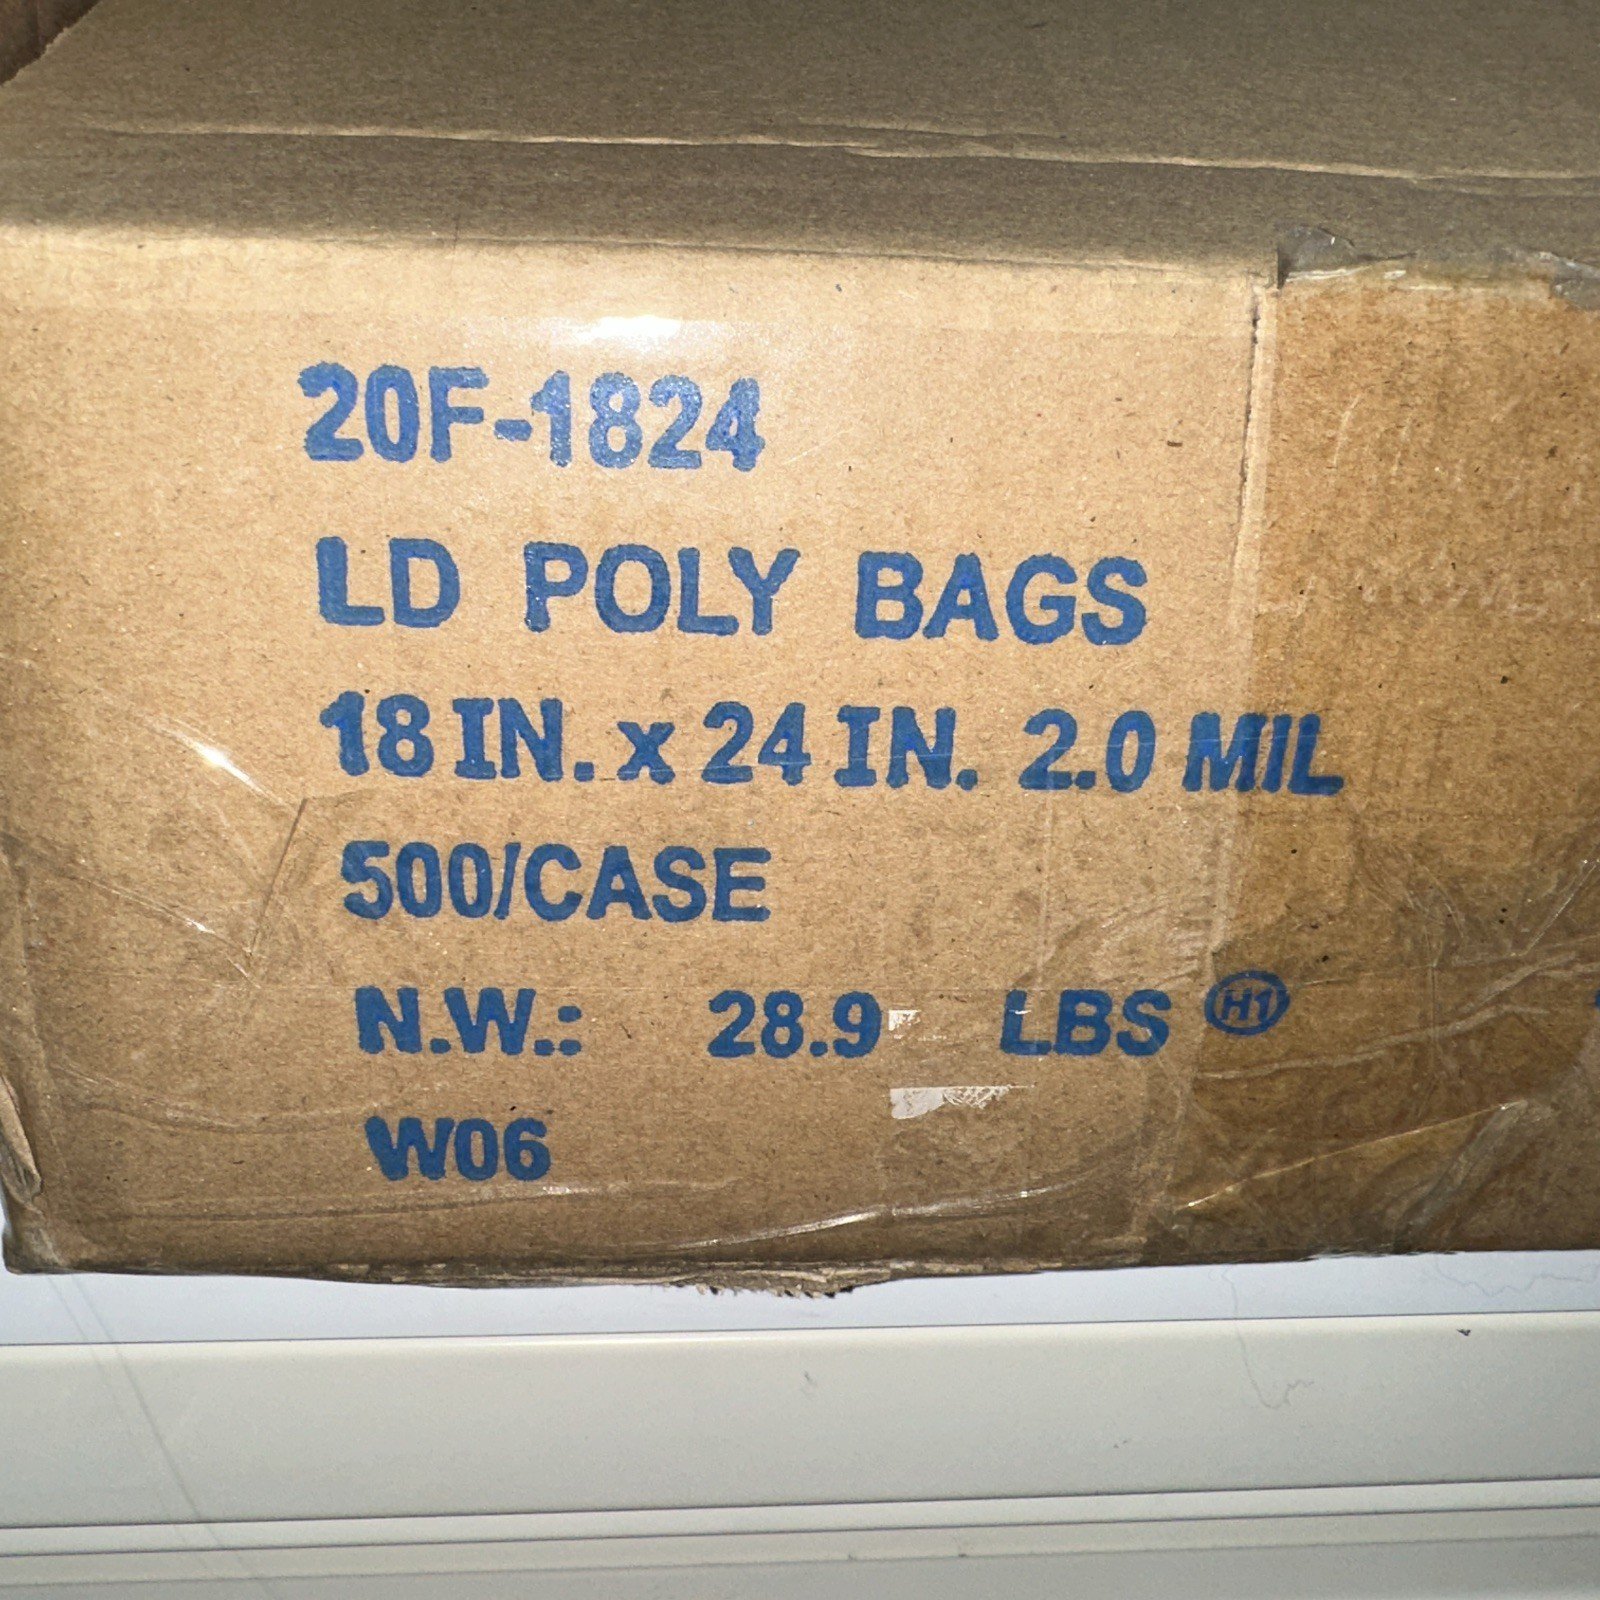 20F-1824
LD POLY BAGS
18 IN. x 24 IN. 2.0 MIL
500/CASE
N.W.: 28.9 LBS H1
W06